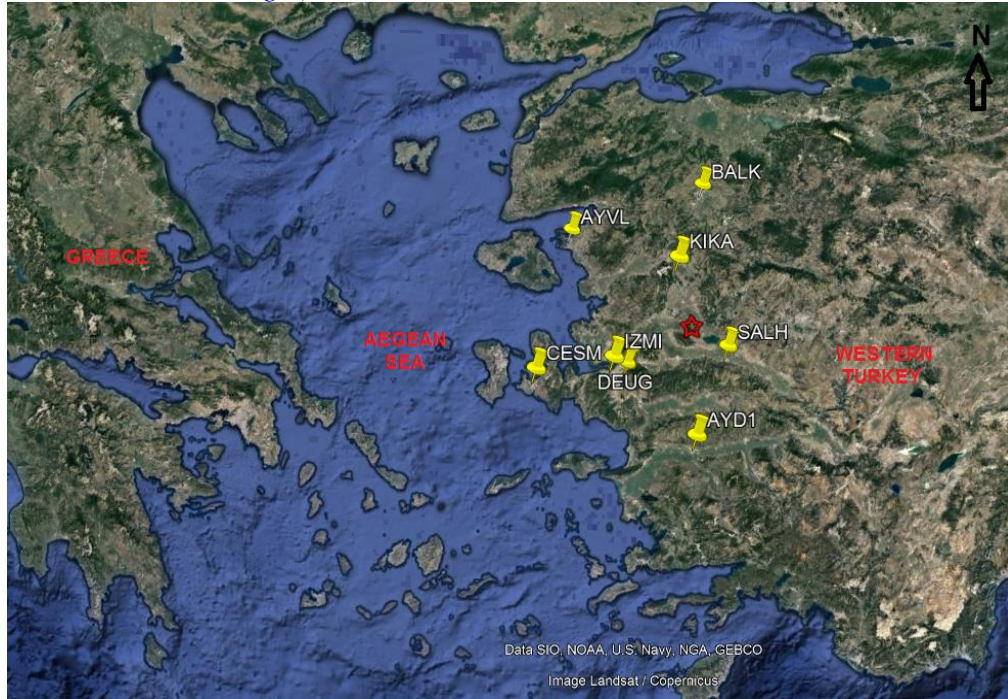 N
BALK
AYVL
KIKA
GREECE
AEGEAN
SEA
IZMI
SALH
CESM
WESTERN
TURKEY
DEUG
AYD1
Data SIO, NOAA, U.S. Navy, NGA, GEBCO
Image Landsat / Copernicus